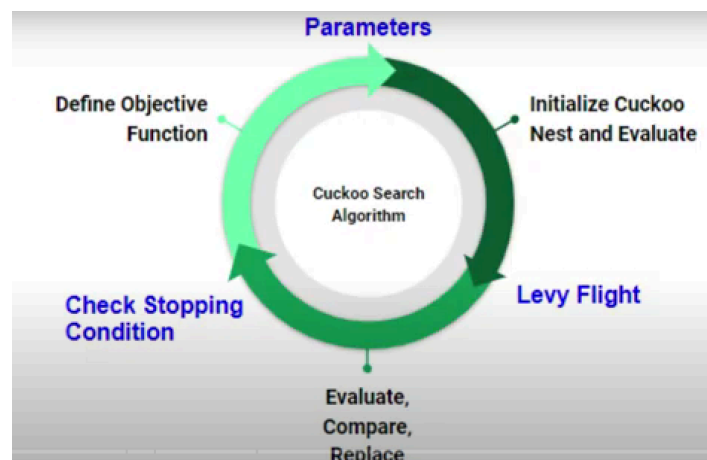 Parameters
Define Objective
Function
Initialize Cuckoo
Nest and Evaluate
Cuckoo Search
Algorithm
Levy Flight
Check Stopping
Condition
Evaluate,
Compare,
Replace